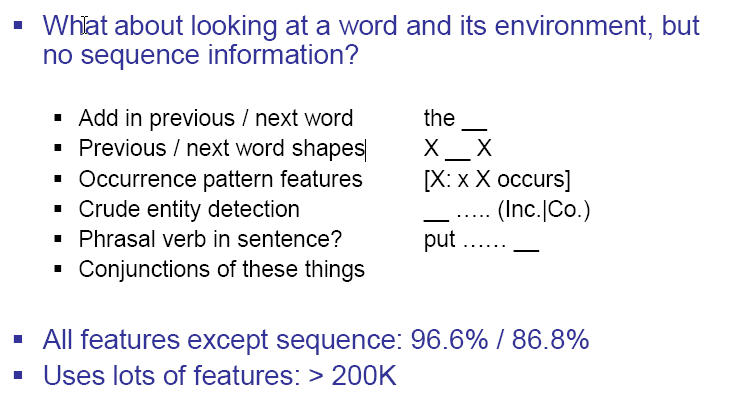 ▪ What about looking at a word and its environment, but
no sequence information?
▪ Add in previous / next word the __
▪ Previous / next word shapes X __ X
▪ Occurrence pattern features [X: x X occurs]
▪ Crude entity detection __ ….. (Inc.|Co.)
▪ Phrasal verb in sentence? put …… __
▪ Conjunctions of these things
▪ All features except sequence: 96.6% / 86.8%
▪ Uses lots of features: > 200K